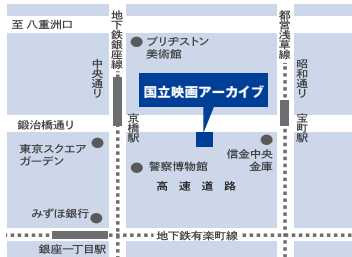 至 八重洲口
地下鉄銀座線
都営浅草線
ブリヂストン
美術館
中央通り
昭和通り
国立映画アーカイブ
鍛冶橋通り
京橋駅
宝町駅
東京スクエア
ガーデン
警察博物館
信金中央
金庫
高速道路
みずほ銀行
地下鉄有楽町線
銀座一丁目駅